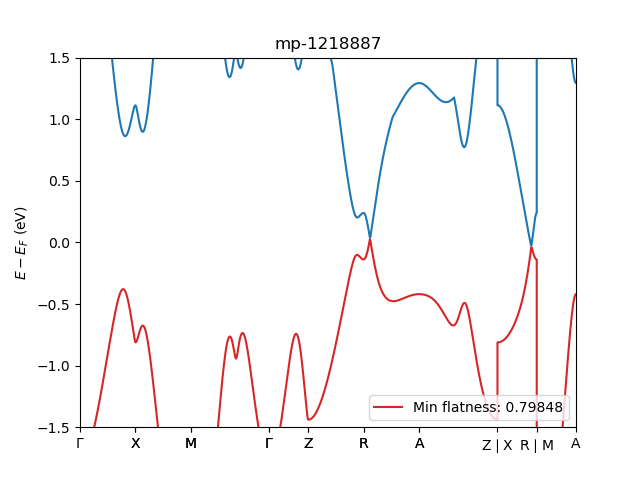 mp-1218887
E − E_F (eV)
1.5
1.0
0.5
0.0
−0.5
−1.0
−1.5
Min flatness: 0.79848
Γ X M Γ Z R A Z | X R | M A